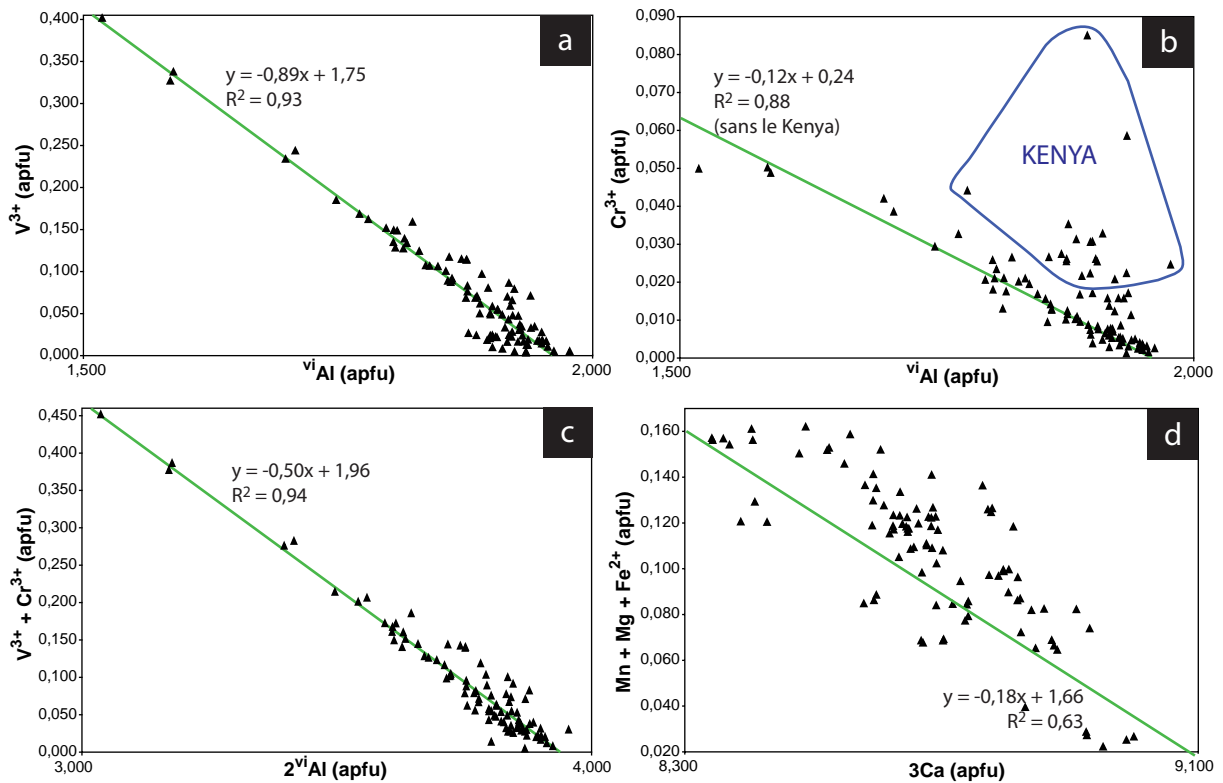 a
0,400
0,350
0,300
0,250
0,200
0,150
0,100
0,050
0,000
V3+ (apfu)
y = -0,89x + 1,75
R2 = 0,93
1,500
viAl (apfu)
2,000
b
0,090
0,080
0,070
0,060
0,050
0,040
0,030
0,020
0,010
0,000
Cr3+ (apfu)
y = -0,12x + 0,24
R2 = 0,88
(sans le Kenya)
KENYA
1,500
viAl (apfu)
2,000
c
0,450
0,400
0,350
0,300
0,250
0,200
0,150
0,100
0,050
0,000
V3+ + Cr3+ (apfu)
y = -0,50x + 1,96
R2 = 0,94
3,000
2viAl (apfu)
4,000
d
0,160
0,140
0,120
0,100
0,080
0,060
0,040
0,020
Mn + Mg + Fe2+ (apfu)
y = -0,18x + 1,66
R2 = 0,63
8,300
3Ca (apfu)
9,100